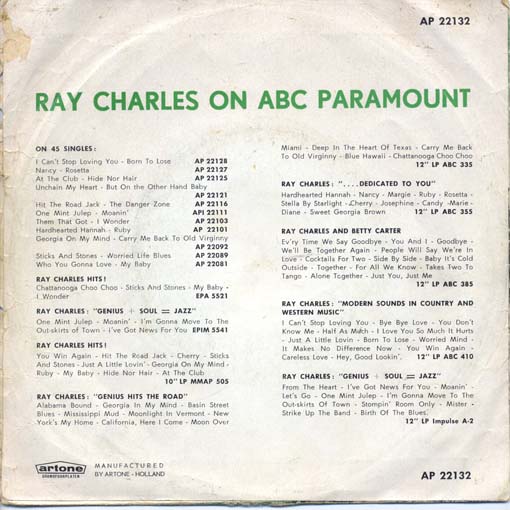 AP 22132
RAY CHARLES ON ABC PARAMOUNT
ON 45 SINGLES:
I Can't Stop Loving You - Born To Lose AP 22128
Nancy - Rosetta AP 22127
At The Club - Hide Nor Hair AP 22125
Unchain My Heart - But On the Other Hand Baby
AP 22121
Hit The Road Jack - The Danger Zone AP 22116
One Mint Julep - Moanin' API 22111
Them That Got - I Wonder AP 22103
Hardhearted Hannah - Ruby AP 22101
Georgia On My Mind - Carry Me Back To Old Virginny
AP 22092
Sticks And Stones - Worried Life Blues AP 22089
Who You Gonna Love - My Baby AP 22081
RAY CHARLES HITS!
Chattanooga Choo Choo - Sticks And Stones - My Baby -
I Wonder EPA 5521
RAY CHARLES: "GENIUS + SOUL = JAZZ"
One Mint Julep - Moanin' - I'm Gonna Move To The
Out-skirts of Town - I've Got News For You EPIM 5541
RAY CHARLES HITS!
You Win Again - Hit The Road Jack - Cherry - Sticks
And Stones - Just A Little Lovin' - Georgia On My Mind -
Ruby - My Baby - Hide Nor Hair - At The Club
10" LP MMAP 505
RAY CHARLES: "GENIUS HITS THE ROAD"
Alabama Bound - Georgia In My Mind - Basin Street
Blues - Mississippi Mud - Moonlight In Vermont - New
York's My Home - California, Here I Come - Moon Over
Miami - Deep In The Heart Of Texas - Carry Me Back
To Old Virginny - Blue Hawaii - Chattanooga Choo Choo
12" LP ABC 335
RAY CHARLES: "....DEDICATED TO YOU"
Hardhearted Hannah - Nancy - Margie - Ruby - Rosetta -
Stella By Starlight - Cherry - Josephine - Candy - Marie -
Diane - Sweet Georgia Brown 12" LP ABC 355
RAY CHARLES AND BETTY CARTER
Ev'ry Time We Say Goodbye - You And I - Goodbye -
We'll Be Together Again - People Will Say We're In
Love - Cocktails For Two - Side By Side - Baby It's Cold
Outside - Together - For All We Know - Takes Two To
Tango - Alone Together - Just You, Just Me
12" LP ABC 385
RAY CHARLES: "MODERN SOUNDS IN COUNTRY AND
WESTERN MUSIC"
I Can't Stop Loving You - Bye Bye Love - You Don't
Know Me - Half As Much - I Love You So Much It Hurts
- Just A Little Lovin - Born To Lose - Worried Mind -
It Makes No Difference Now - You Win Again -
Careless Love - Hey, Good Lookin'. 12" LP ABC 410
RAY CHARLES: "GENIUS + SOUL = JAZZ"
From The Heart - I've Got News For You - Moanin' -
Let's Go - One Mint Julep - I'm Gonna Move To The
Out-skirts Of Town - Stompin' Room Only - Mister -
Strike Up The Band - Birth Of The Blues.
12" LP Impulse A-2
artone
GRAMOFOONPLATEN
MANUFACTURED
BY ARTONE - HOLLAND
AP 22132